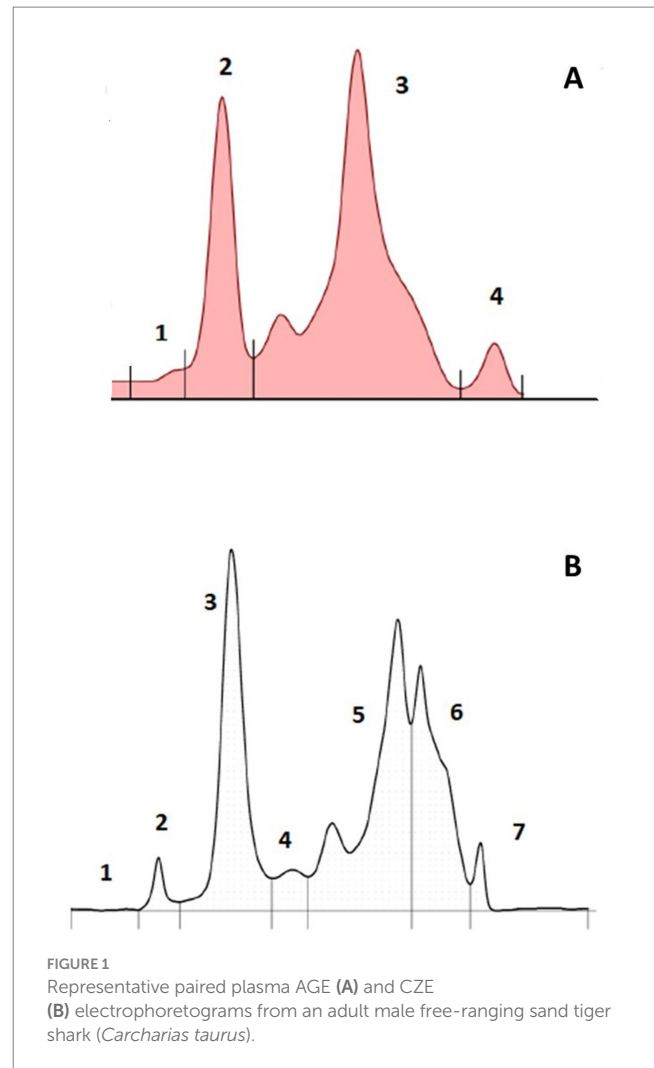 2
A
3
4
1
B
3
5
6
2
4
7
1
FIGURE 1
Representative paired plasma AGE (A) and CZE
(B) electrophoretograms from an adult male free-ranging sand tiger
shark (Carcharias taurus).